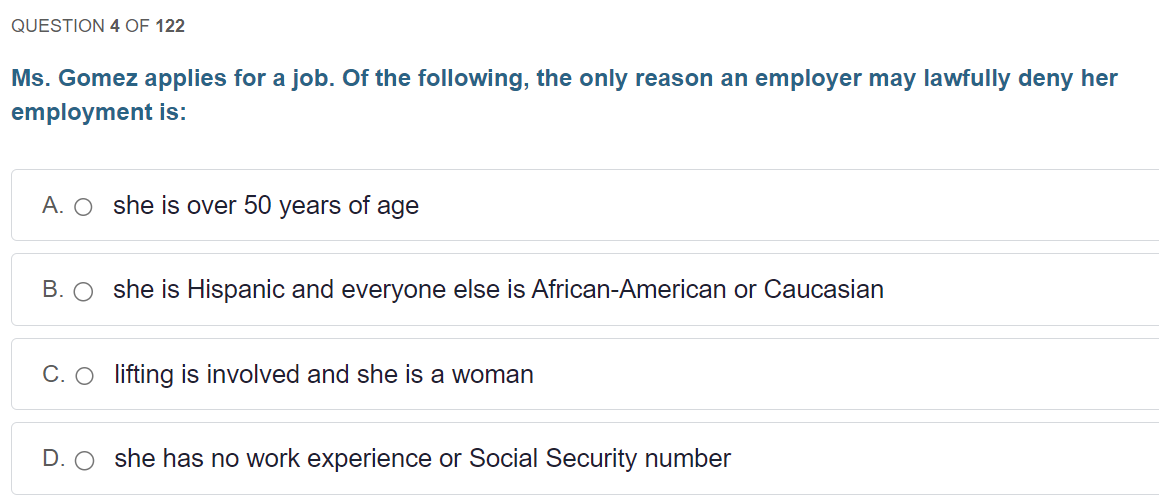 QUESTION 4 OF 122
Ms. Gomez applies for a job. Of the following, the only reason an employer may lawfully deny her
employment is:
A. she is over 50 years of age
B. she is Hispanic and everyone else is African-American or Caucasian
C. lifting is involved and she is a woman
D. she has no work experience or Social Security number